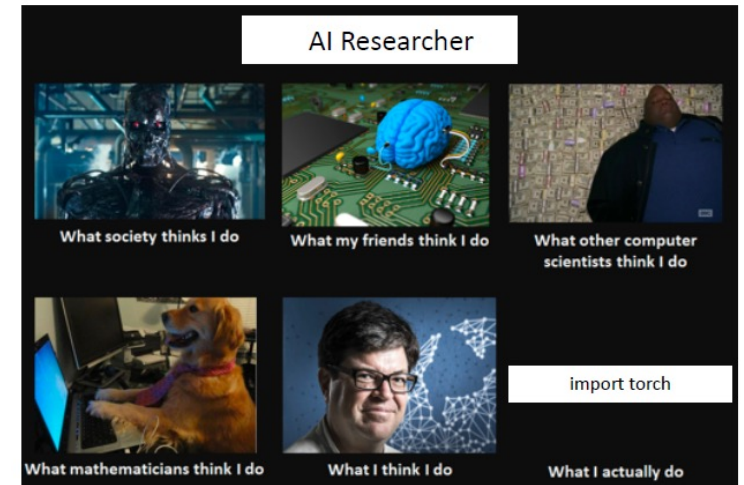 AI Researcher
What society thinks I do
What my friends think I do
What other computer
scientists think I do
What mathematicians think I do
What I think I do
import torch
What I actually do